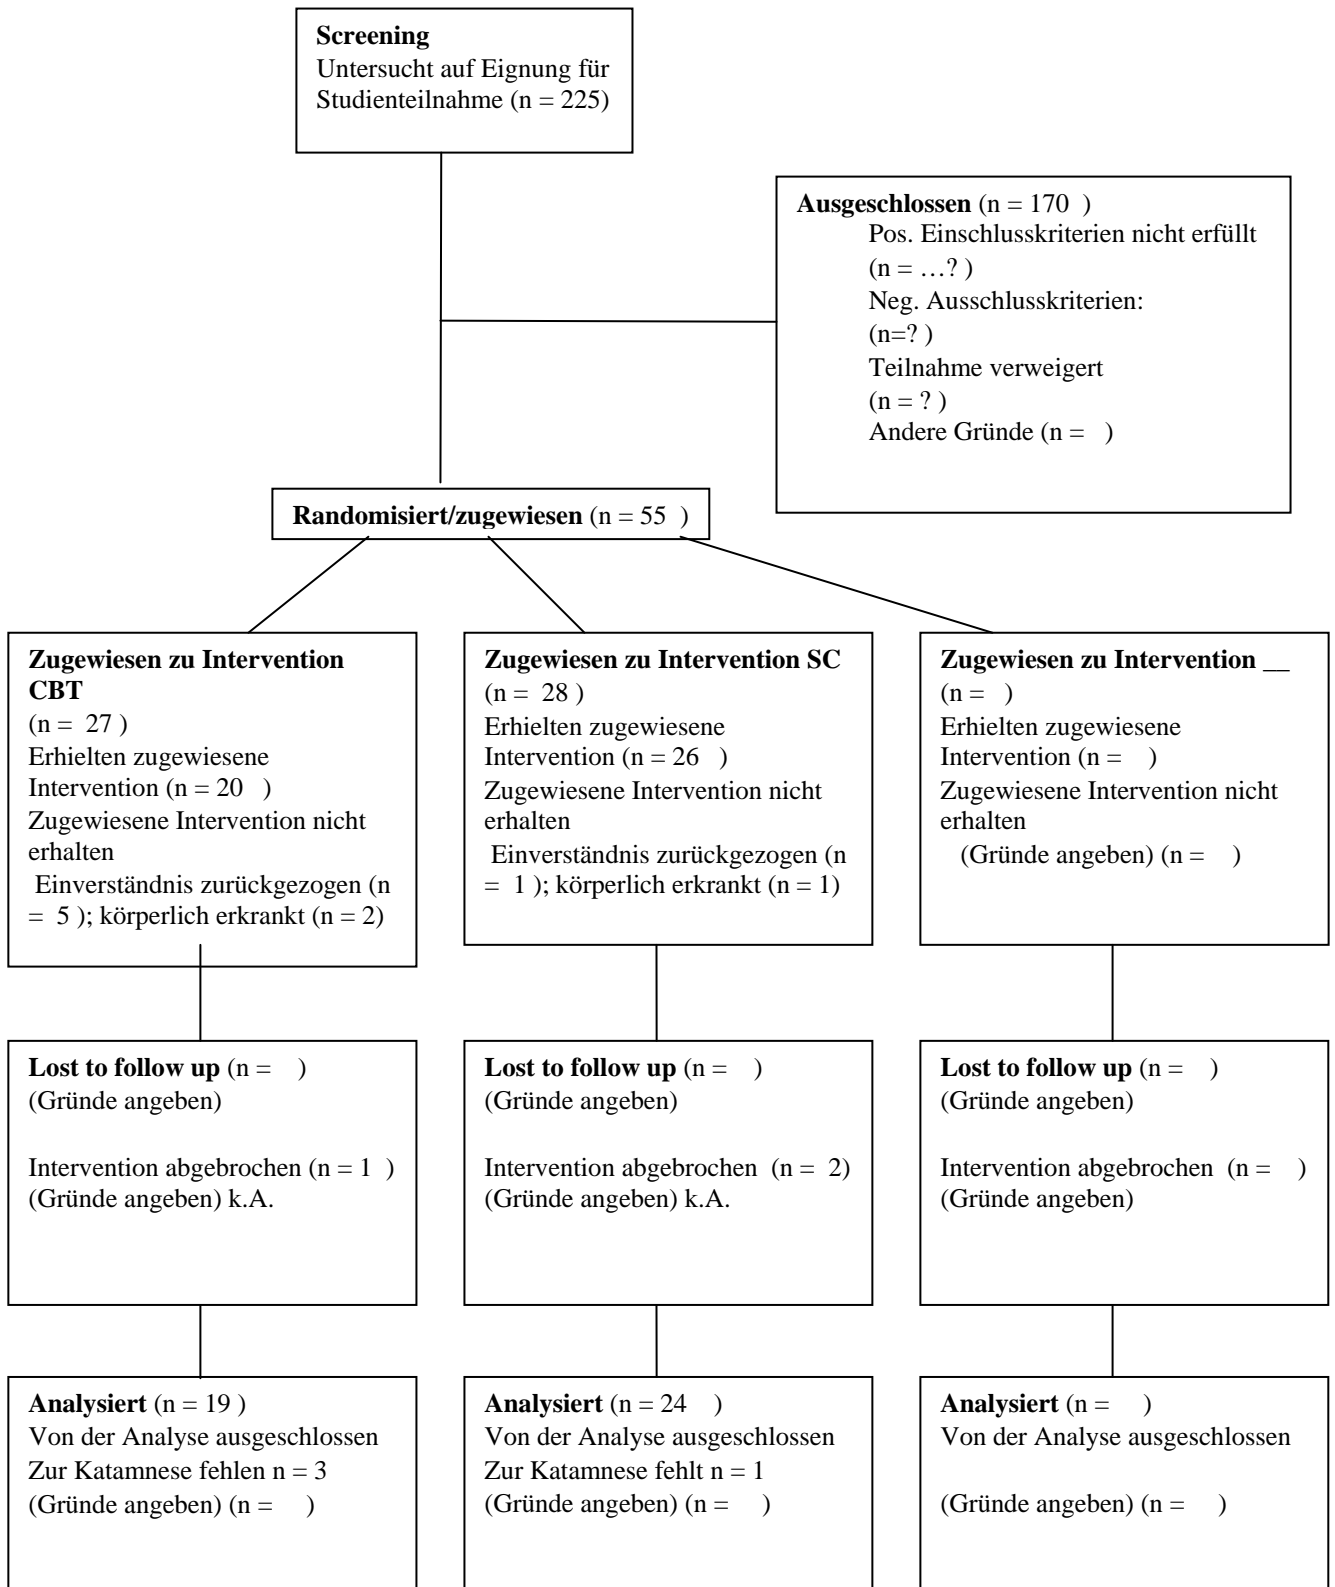 Screening
Untersucht auf Eignung für
Studienteilnahme (n = 225)
Ausgeschlossen (n = 170 )
Pos. Einschlusskriterien nicht erfüllt
(n = …? )
Neg. Ausschlusskriterien:
(n=? )
Teilnahme verweigert
(n = ? )
Andere Gründe (n = )
Randomisiert/zugewiesen (n = 55 )
Zugewiesen zu Intervention
CBT
(n = 27 )
Erhielten zugewiesene
Intervention (n = 20 )
Zugewiesene Intervention nicht
erhalten
Einverständnis zurückgezogen (n
= 5 ); körperlich erkrankt (n = 2)
Zugewiesen zu Intervention SC
(n = 28 )
Erhielten zugewiesene
Intervention (n = 26 )
Zugewiesene Intervention nicht
erhalten
Einverständnis zurückgezogen (n
= 1 ); körperlich erkrankt (n = 1)
Zugewiesen zu Intervention __
(n = )
Erhielten zugewiesene
Intervention (n = )
Zugewiesene Intervention nicht
erhalten
(Gründe angeben) (n = )
Lost to follow up (n = )
(Gründe angeben)
Intervention abgebrochen (n = 1 )
(Gründe angeben) k.A.
Lost to follow up (n = )
(Gründe angeben)
Intervention abgebrochen (n = 2)
(Gründe angeben) k.A.
Lost to follow up (n = )
(Gründe angeben)
Intervention abgebrochen (n = )
(Gründe angeben)
Analysiert (n = 19 )
Von der Analyse ausgeschlossen
Zur Katamnese fehlen n = 3
(Gründe angeben) (n = )
Analysiert (n = 24 )
Von der Analyse ausgeschlossen
Zur Katamnese fehlt n = 1
(Gründe angeben) (n = )
Analysiert (n = )
Von der Analyse ausgeschlossen
(Gründe angeben) (n = )